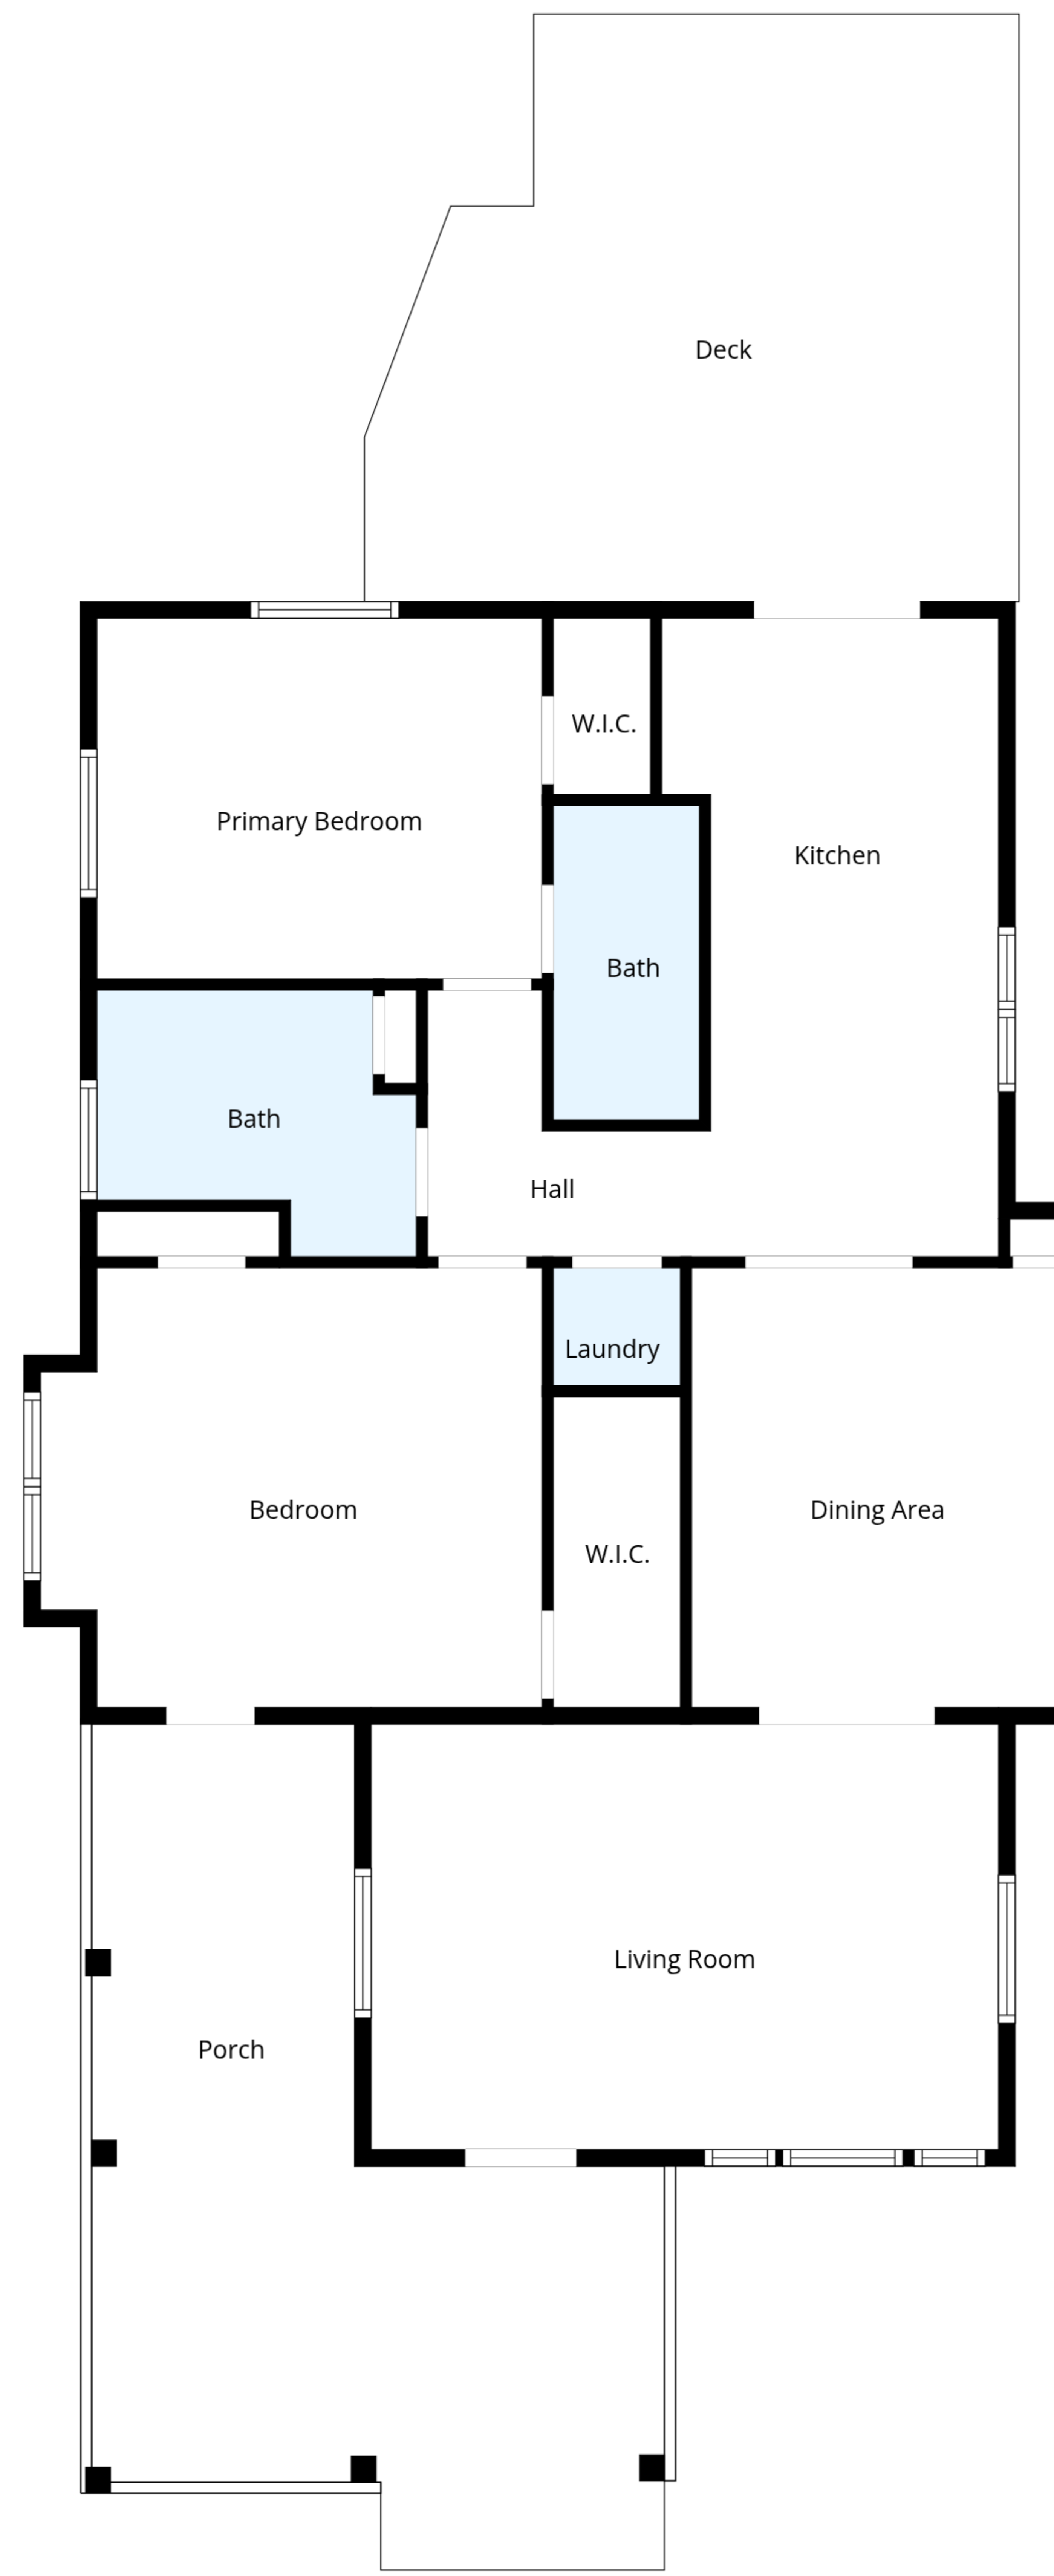 Deck
W.I.C.
Primary Bedroom
Kitchen
Bath
Bath
Hall
Laundry
Bedroom
Dining Area
W.I.C.
Living Room
Porch